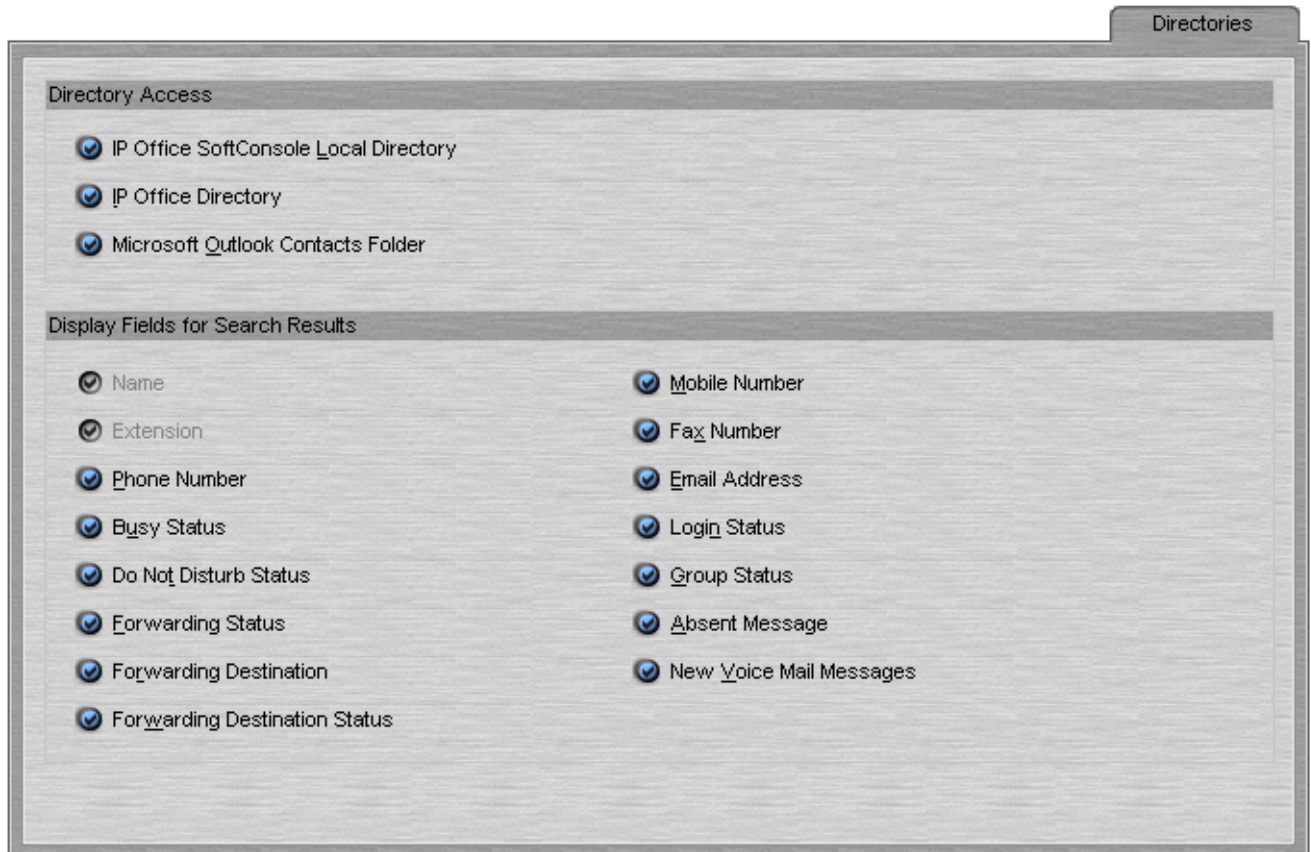 Directories
Directory Access
IP Office SoftConsole Local Directory
IP Office Directory
Microsoft Outlook Contacts Folder
Display Fields for Search Results
Name
Extension
Phone Number
Busy Status
Do Not Disturb Status
Forwarding Status
Forwarding Destination
Forwarding Destination Status
Mobile Number
Fax Number
Email Address
Login Status
Group Status
Absent Message
New Voice Mail Messages